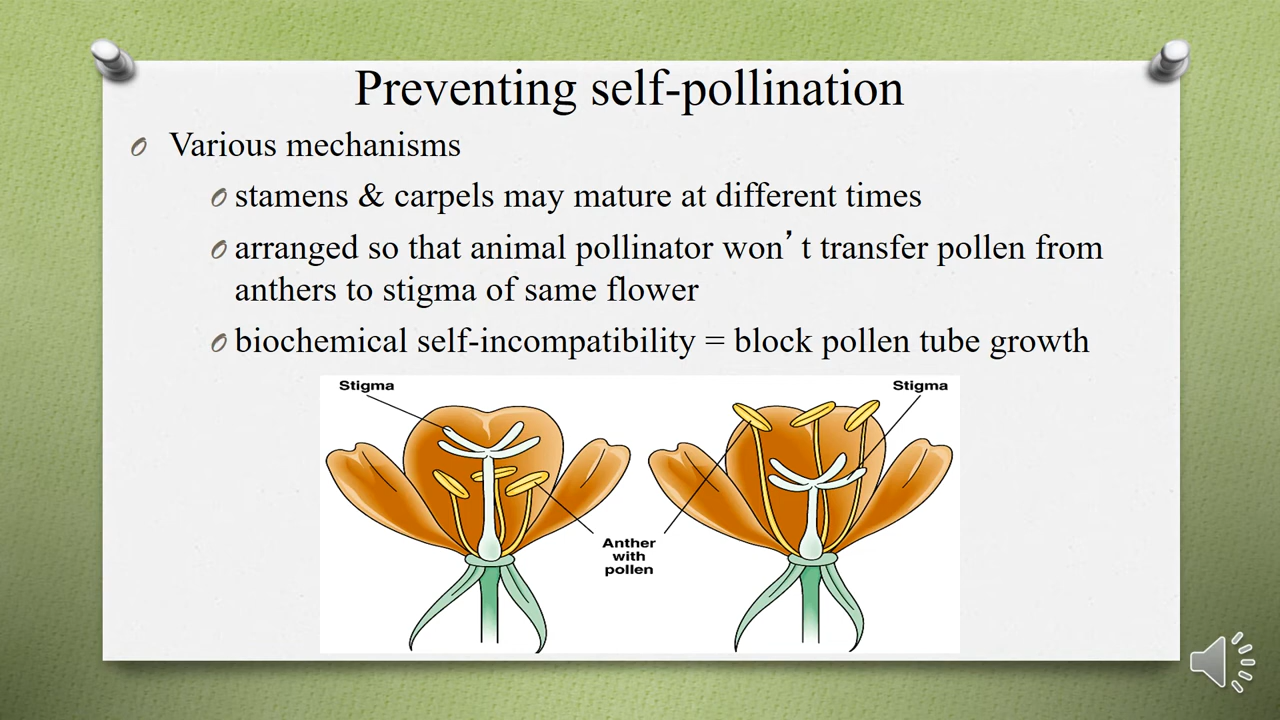 Preventing self-pollination
Various mechanisms
stamens & carpels may mature at different times
arranged so that animal pollinator won’t transfer pollen from
anthers to stigma of same flower
biochemical self-incompatibility = block pollen tube growth
Stigma
Stigma
Anther
with
pollen